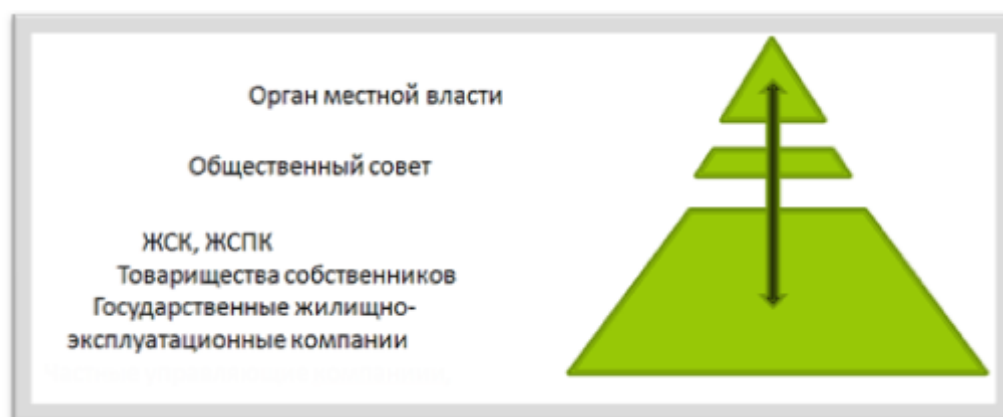 Орган местной власти
Общественный совет
ЖСК, ЖСПК
Товарищества собственников
Государственные жилищно-
эксплуатационные компании